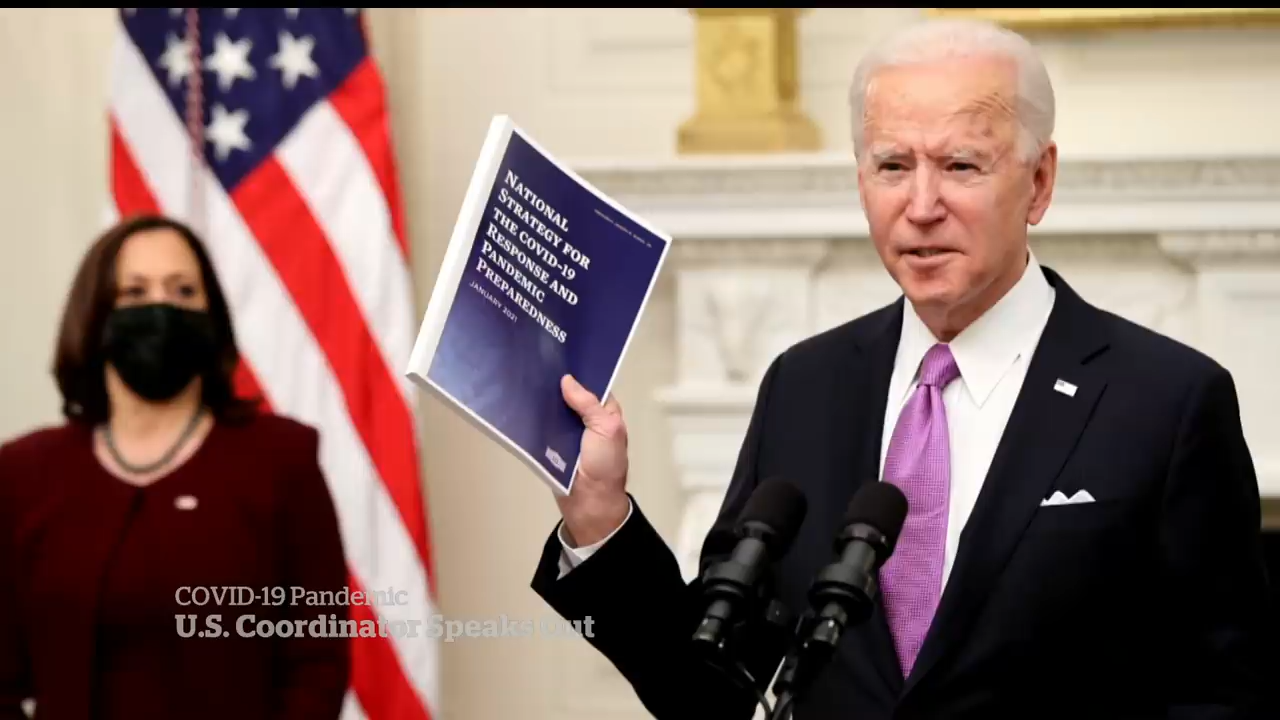 NATIONAL
STRATEGY FOR
THE COVID-19
RESPONSE AND
PANDEMIC
PREPAREDNESS
JANUARY 2021
COVID-19 Pandemic
U.S. Coordinator Speaks Out